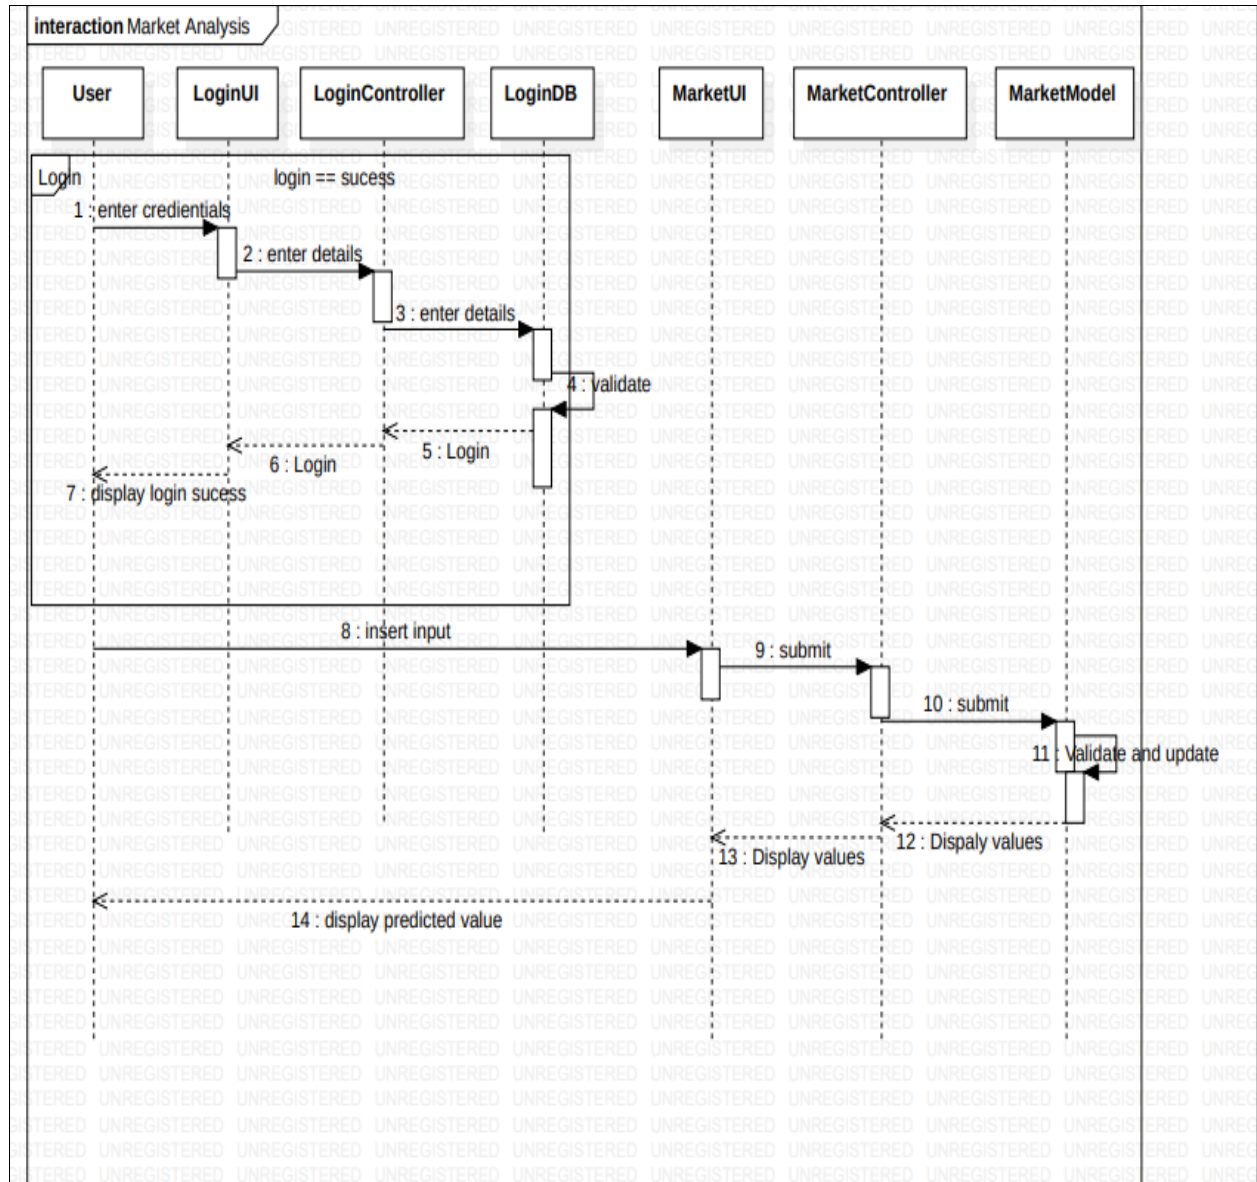 interaction Market Analysis
User
LoginUI
LoginController
LoginDB
MarketUI
MarketController
MarketModel
Login
login == sucess
1 : enter credientials
2 : enter details
3 : enter details
4 : validate
5 : Login
6 : Login
7 : display login sucess
8 : insert input
9 : submit
10 : submit
11 : Validate and update
12 : Dispaly values
13 : Display values
14 : display predicted value
UNREGISTERED